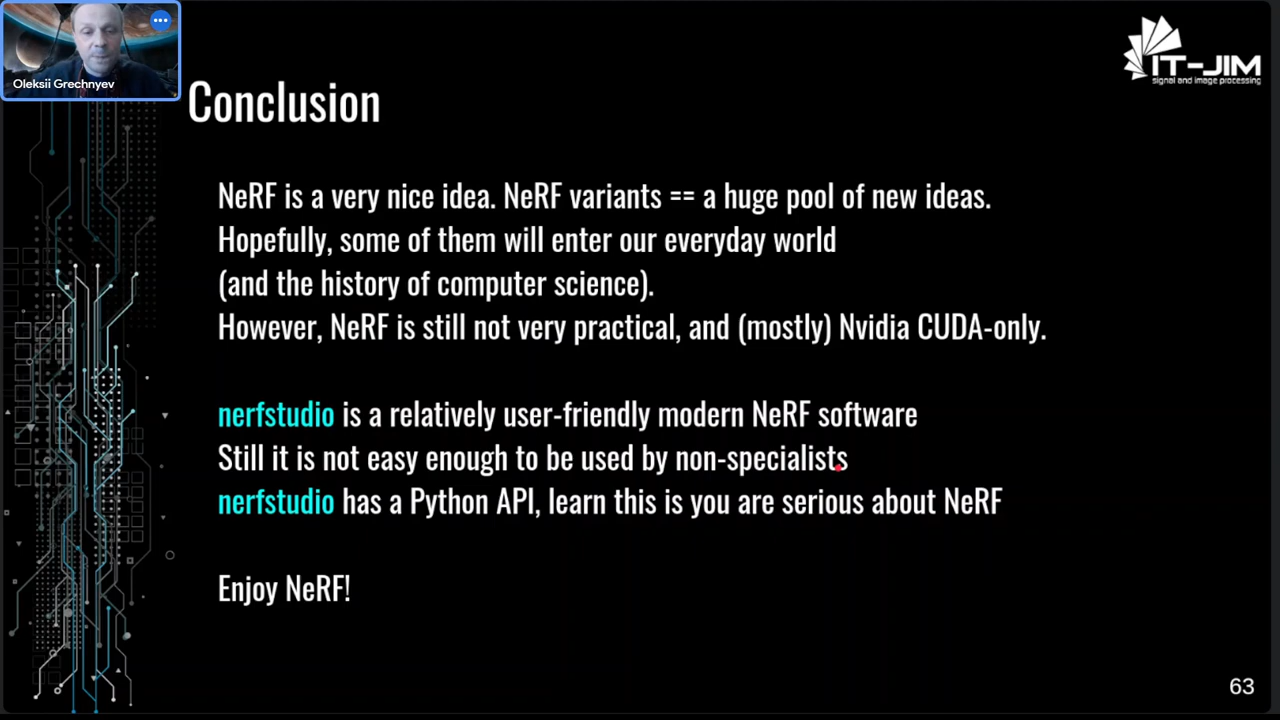 Oleksii Grechnyev
IT-JIM
signal and image processing
Conclusion
NeRF is a very nice idea. NeRF variants == a huge pool of new ideas.
Hopefully, some of them will enter our everyday world
(and the history of computer science).
However, NeRF is still not very practical, and (mostly) Nvidia CUDA-only.
nerfstudio is a relatively user-friendly modern NeRF software
Still it is not easy enough to be used by non-specialists
nerfstudio has a Python API, learn this is you are serious about NeRF
Enjoy NeRF!
63